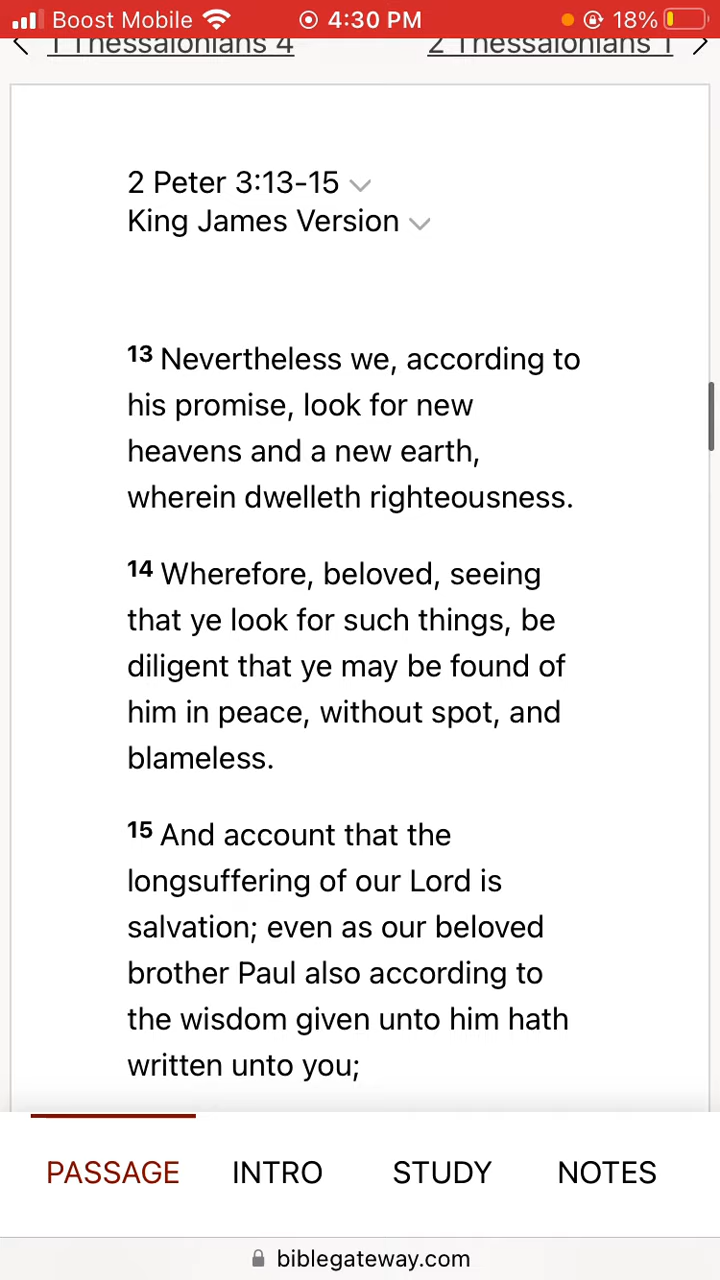 Boost Mobile 4:30 PM 18%
1 Thessalonians 4 2 Thessalonians 1
2 Peter 3:13-15
King James Version
13 Nevertheless we, according to
his promise, look for new
heavens and a new earth,
wherein dwelleth righteousness.
14 Wherefore, beloved, seeing
that ye look for such things, be
diligent that ye may be found of
him in peace, without spot, and
blameless.
15 And account that the
longsuffering of our Lord is
salvation; even as our beloved
brother Paul also according to
the wisdom given unto him hath
written unto you;
PASSAGE INTRO STUDY NOTES
biblegateway.com